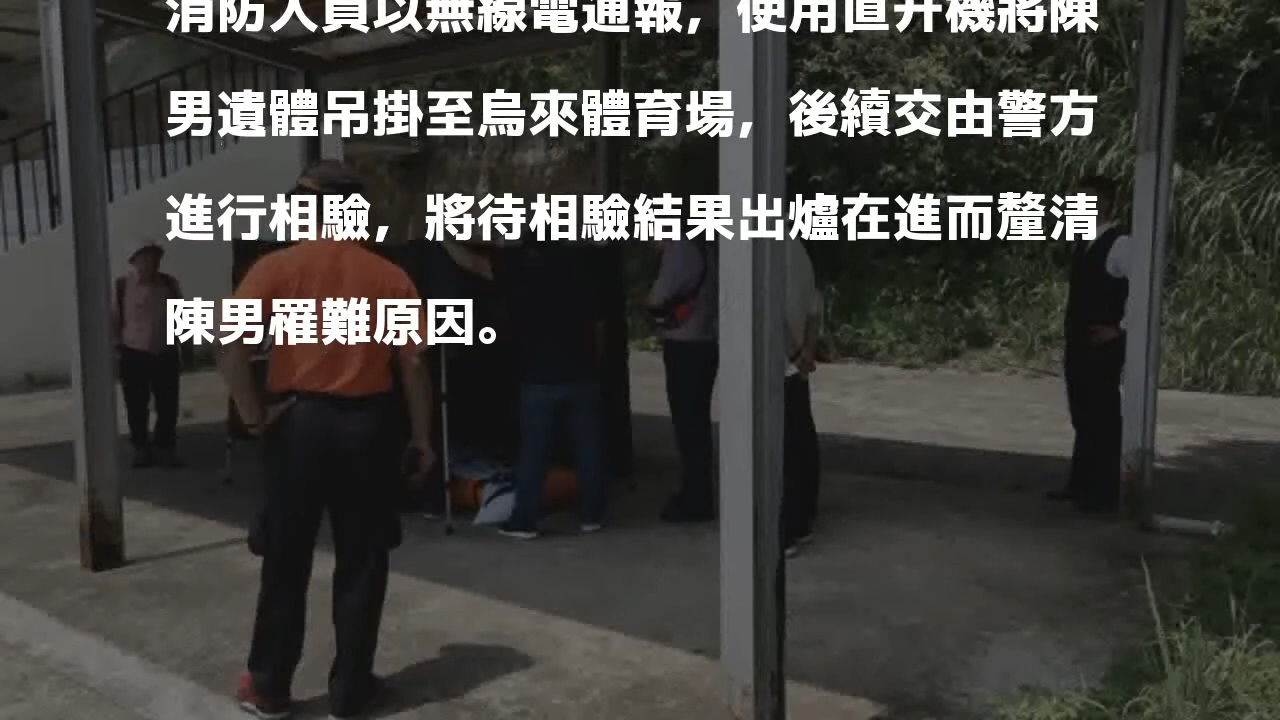 消防人員以無線電通報，使用直升機將陳
男遺體吊掛至烏來體育場，後續交由警方
進行相驗，將待相驗結果出爐在進而釐清
陳男罹難原因。